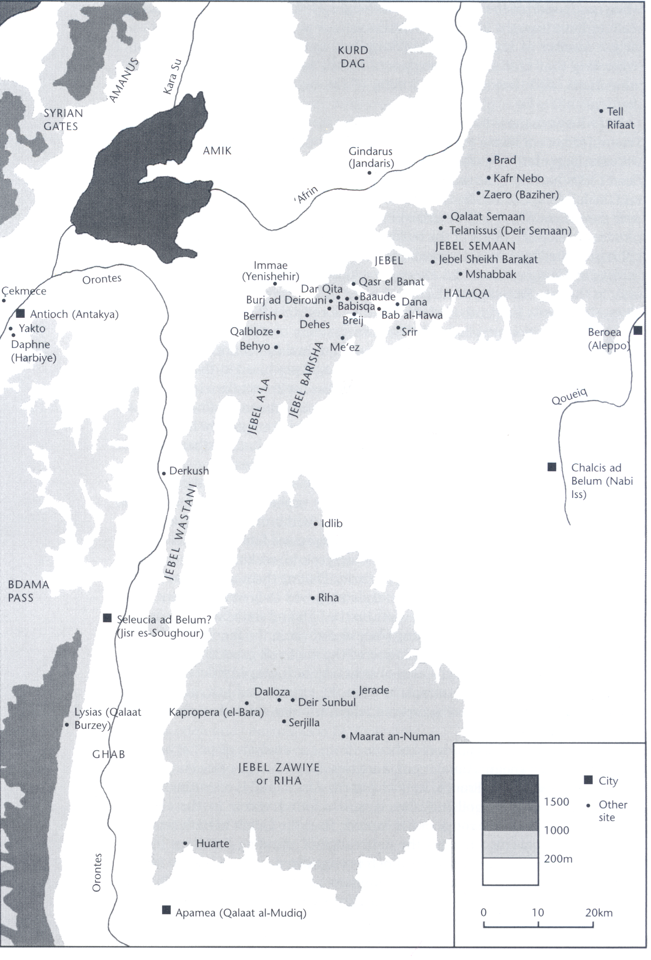 KURD
DAG
Kara Su
AMANUS
SYRIAN
GATES
Tell
Rifaat
AMIK
Gindarus
(Jandaris)
Brad
Kafr Nebo
Zaero (Baziher)
'Afrin
Qalaat Semaan
Telanissus (Deir Semaan)
JEBEL SEMAAN
Jebel Sheikh Barakat
Mshabbak
JEBEL
HALAQA
Orontes
Immae
(Yenishehir)
Qasr el Banat
Dar Qita
Baaude
Burj ad Deirouni
Babisqa
Dana
Bab al-Hawa
Berrish
Dehes
Breij
Srir
Qalbloze
Behyo
Me'ez
Çekmece
Antioch (Antakya)
Yakto
Daphne
(Harbiye)
Beroea
(Aleppo)
JEBEL A'LA
JEBEL BARISHA
Qoueiq
Chalcis ad
Belum (Nabi
Iss)
Derkush
JEBEL WASTANI
Idlib
BDAMA
PASS
Riha
Seleucia ad Belum?
(Jisr es-Soughour)
Dalloza
Jerade
Deir Sunbul
Kapropera (el-Bara)
Serjilla
Lysias (Qalaat
Burzey)
Maarat an-Numan
GHAB
JEBEL ZAWIYE
or RIHA
Huarte
Orontes
Apamea (Qalaat al-Mudiq)
1500
1000
200m
City
Other
site
0 10 20km